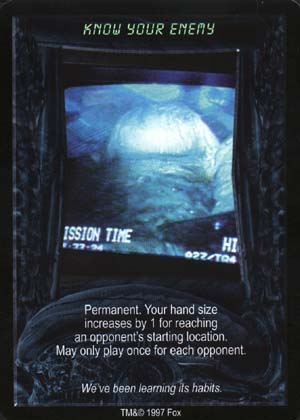 KNOW YOUR ENEMY
ISSION TIME
HI
Permanent. Your hand size
increases by 1 for reaching
an opponent's starting location.
May only play once for each opponent.
We've been learning its habits.
TM&© 1997 Fox